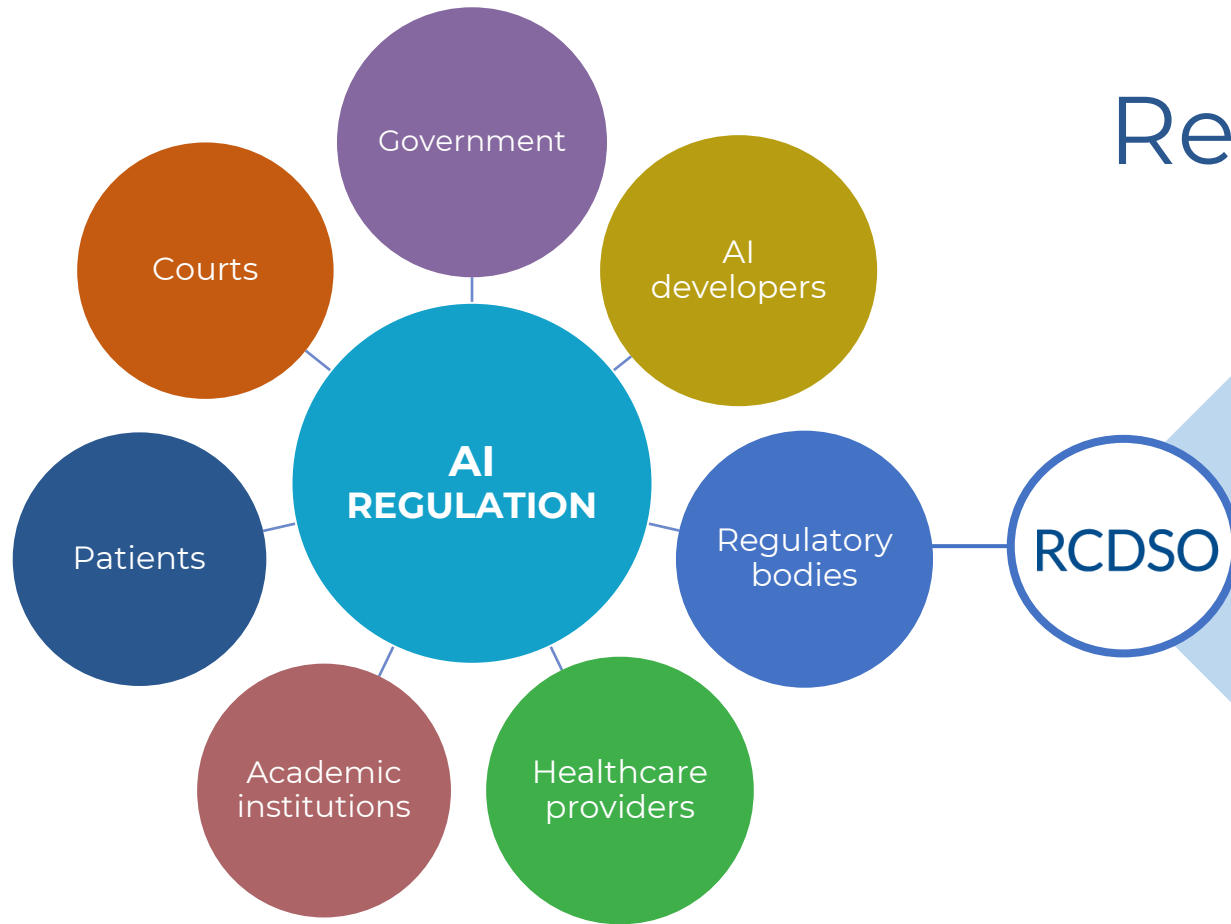 Re
Government
AI
developers
Courts
AI
REGULATION
Regulatory
bodies
RCDSO
Patients
Healthcare
providers
Academic
institutions